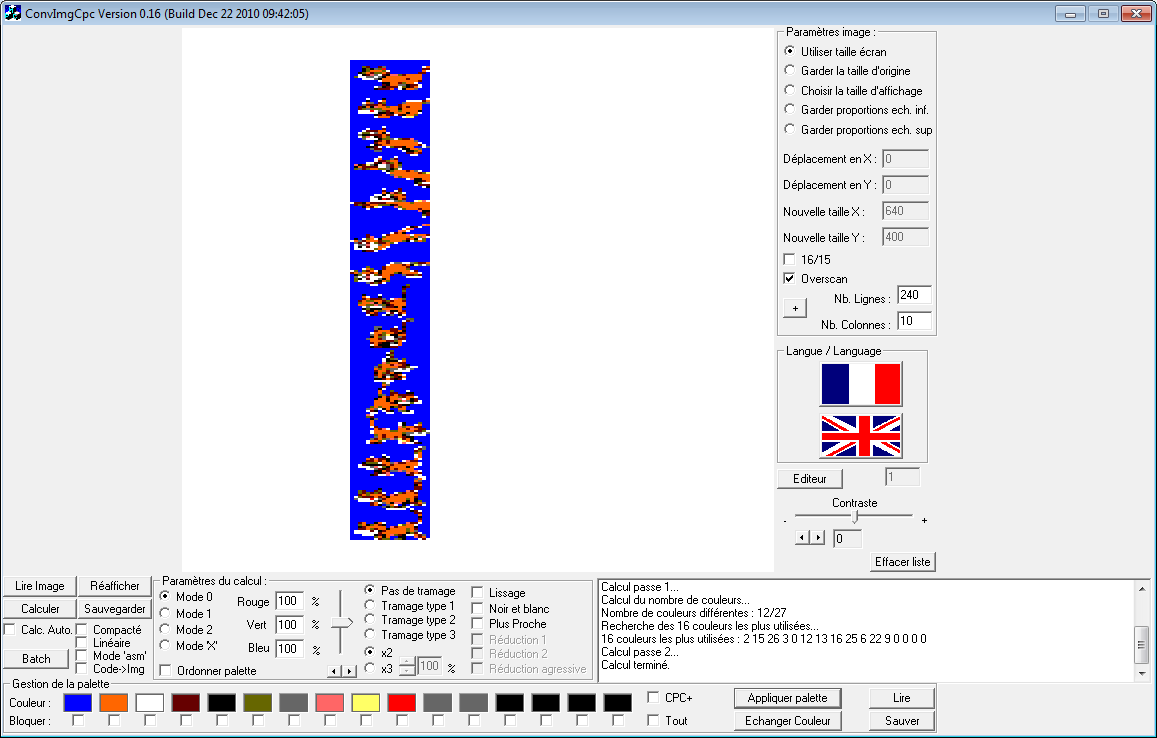 ConvImgCpc Version 0.16 (Build Dec 22 2010 09:42:05)
Paramètres image :
Utiliser taille écran
Garder la taille d'origine
Choisir la taille d'affichage
Garder proportions ech. inf.
Garder proportions ech. sup
Déplacement en X : 0
Déplacement en Y : 0
Nouvelle taille X : 640
Nouvelle taille Y : 400
16/15
Overscan
+
Nb. Lignes : 240
Nb. Colonnes : 10
Langue / Language
Editeur
1
Contraste
- +
0
Effacer liste
Lire Image
Réafficher
Calculer
Sauvegarder
Calc. Auto.
Compacté
Linéaire
Mode 'asm'
Code->Img
Batch
Paramètres du calcul :
Mode 0
Mode 1
Mode 2
Mode 'X'
Ordonner palette
Rouge 100 %
Vert 100 %
Bleu 100 %
Pas de tramage
Tramage type 1
Tramage type 2
Tramage type 3
x2
x3
100 %
Lissage
Noir et blanc
Plus Proche
Réduction 1
Réduction 2
Réduction agressive
Calcul passe 1...
Calcul du nombre de couleurs...
Nombre de couleurs différentes : 12/27
Recherche des 16 couleurs les plus utilisées...
16 couleurs les plus utilisées : 2 15 26 3 0 12 13 16 25 6 22 9 0 0 0 0
Calcul passe 2...
Calcul terminé.
Gestion de la palette
Couleur :
Bloquer :
CPC+
Tout
Appliquer palette
Echanger Couleur
Lire
Sauver